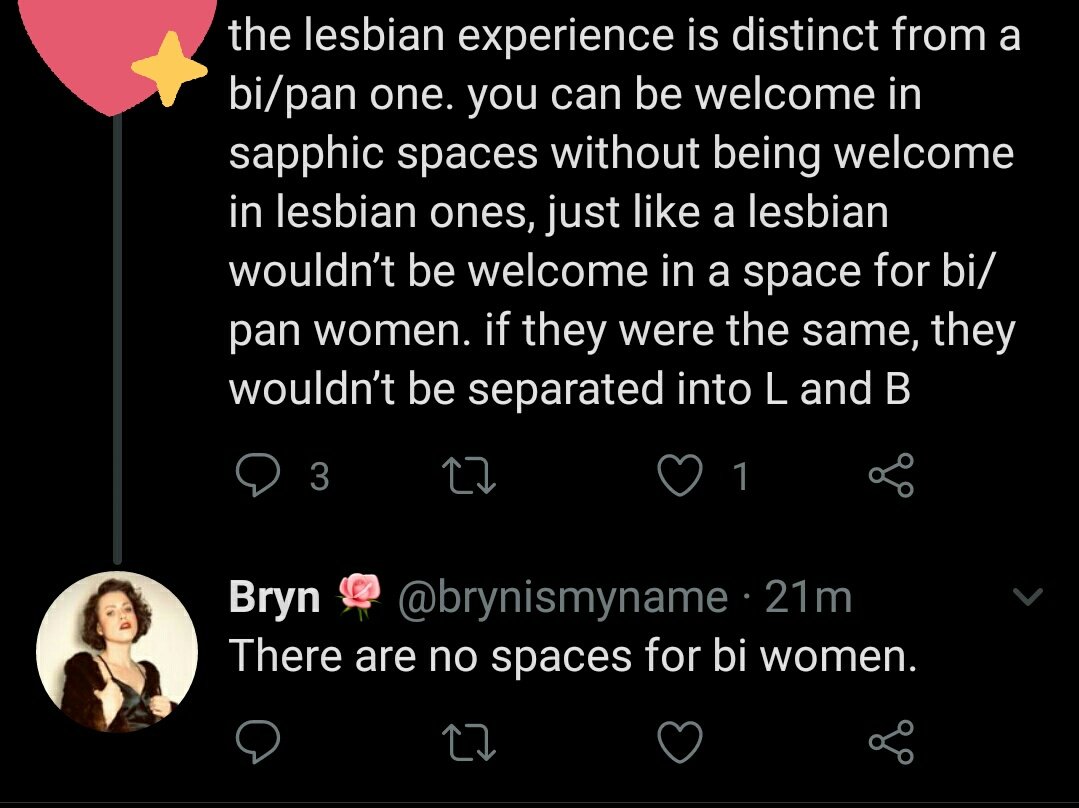 the lesbian experience is distinct from a
bi/pan one. you can be welcome in
sapphic spaces without being welcome
in lesbian ones, just like a lesbian
wouldn’t be welcome in a space for bi/
pan women. if they were the same, they
wouldn’t be separated into L and B
3 1
Bryn 🌹 @brynismyname · 21m
There are no spaces for bi women.